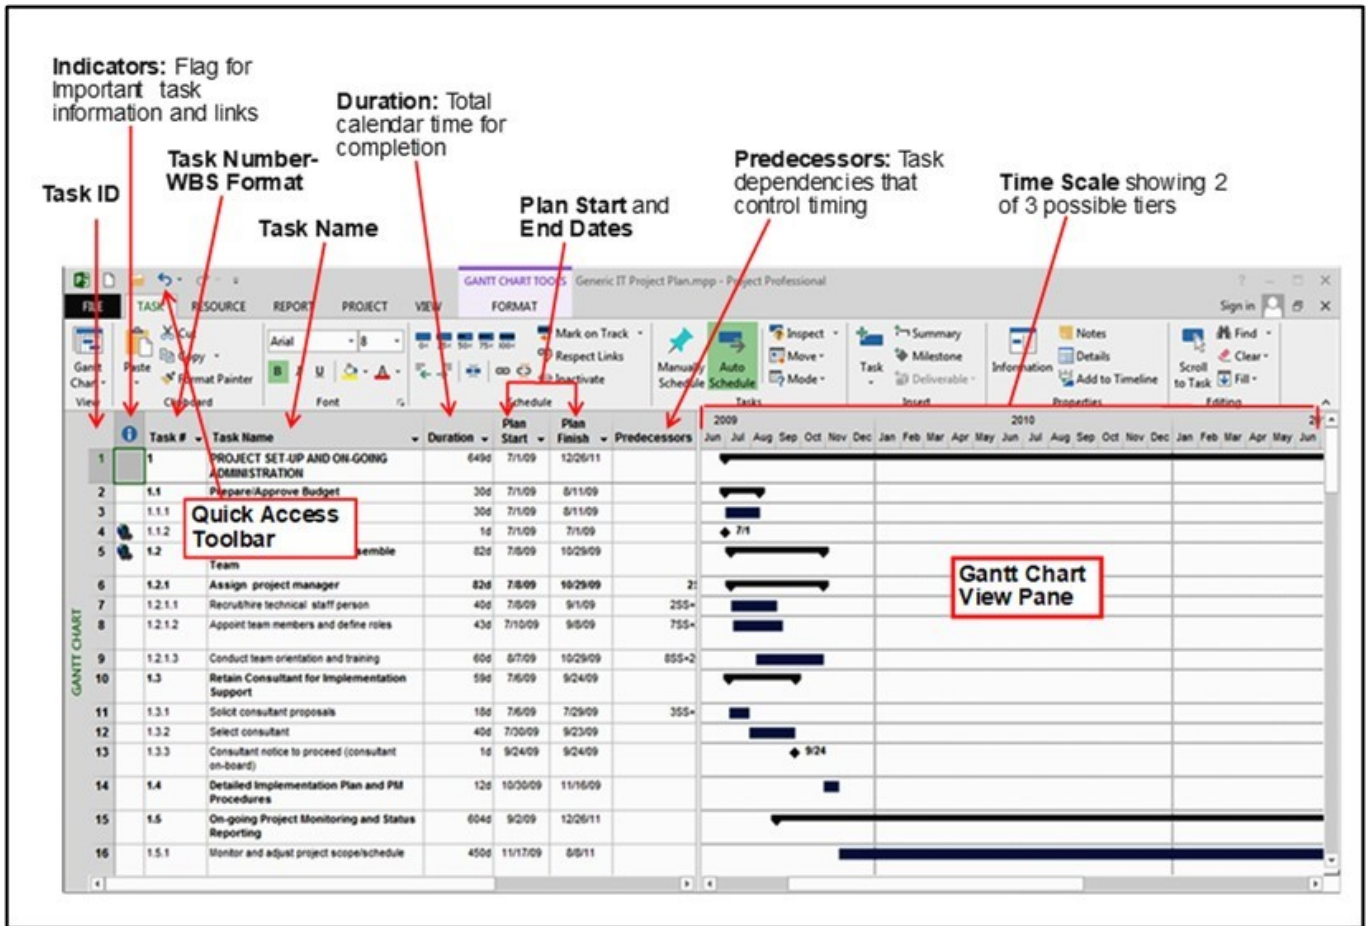 Indicators: Flag for
Important task
information and links
Duration: Total
calendar time for
completion
Task Number-
WBS Format
Predecessors: Task
dependencies that
control timing
Time Scale showing 2
of 3 possible tiers
Task ID
Plan Start and
End Dates
Task Name
GANTT CHART TOOLS Generic IT Project Plan.mpp - Project Professional
FILE TASK RESOURCE REPORT PROJECT VIEW FORMAT Sign in
Cut Arial 8 Mark on Track Inspect Summary Notes Find
Copy Respect Links Move Milestone Details Clear
Format Painter B I U A Inactivate Mode Deliverable Add to Timeline Fill
Gantt Chart Paste Manually Schedule Auto Schedule Task Information Scroll to Task
View Clipboard Font Schedule Tasks Insert Properties Editing
Task # Task Name Duration Plan Start Plan Finish Predecessors
2009 2010
Jun Jul Aug Sep Oct Nov Dec Jan Feb Mar Apr May Jun Jul Aug Sep Oct Nov Dec Jan Feb Mar Apr May Jun
1 1 PROJECT SET-UP AND ON-GOING ADMINISTRATION 649d 7/1/09 12/26/11
2 1.1 Prepare/Approve Budget 30d 7/1/09 8/11/09
3 1.1.1 30d 7/1/09 8/11/09
4 1.1.2 1d 7/1/09 7/1/09 7/1
Quick Access
Toolbar
5 1.2 semble Team 82d 7/8/09 10/29/09
6 1.2.1 Assign project manager 82d 7/8/09 10/29/09
7 1.2.1.1 Recruit/hire technical staff person 40d 7/8/09 9/1/09 2SS+
8 1.2.1.2 Appoint team members and define roles 43d 7/10/09 9/8/09 7SS+
9 1.2.1.3 Conduct team orientation and training 60d 8/7/09 10/29/09 8SS+2
10 1.3 Retain Consultant for Implementation Support 59d 7/6/09 9/24/09
11 1.3.1 Solicit consultant proposals 18d 7/6/09 7/29/09 3SS+
12 1.3.2 Select consultant 40d 7/30/09 9/23/09
13 1.3.3 Consultant notice to proceed (consultant on-board) 1d 9/24/09 9/24/09 9/24
14 1.4 Detailed Implementation Plan and PM Procedures 12d 10/30/09 11/16/09
15 1.5 On-going Project Monitoring and Status Reporting 604d 9/2/09 12/26/11
16 1.5.1 Monitor and adjust project scope/schedule 450d 11/17/09 8/8/11
Gantt Chart
View Pane
GANTT CHART